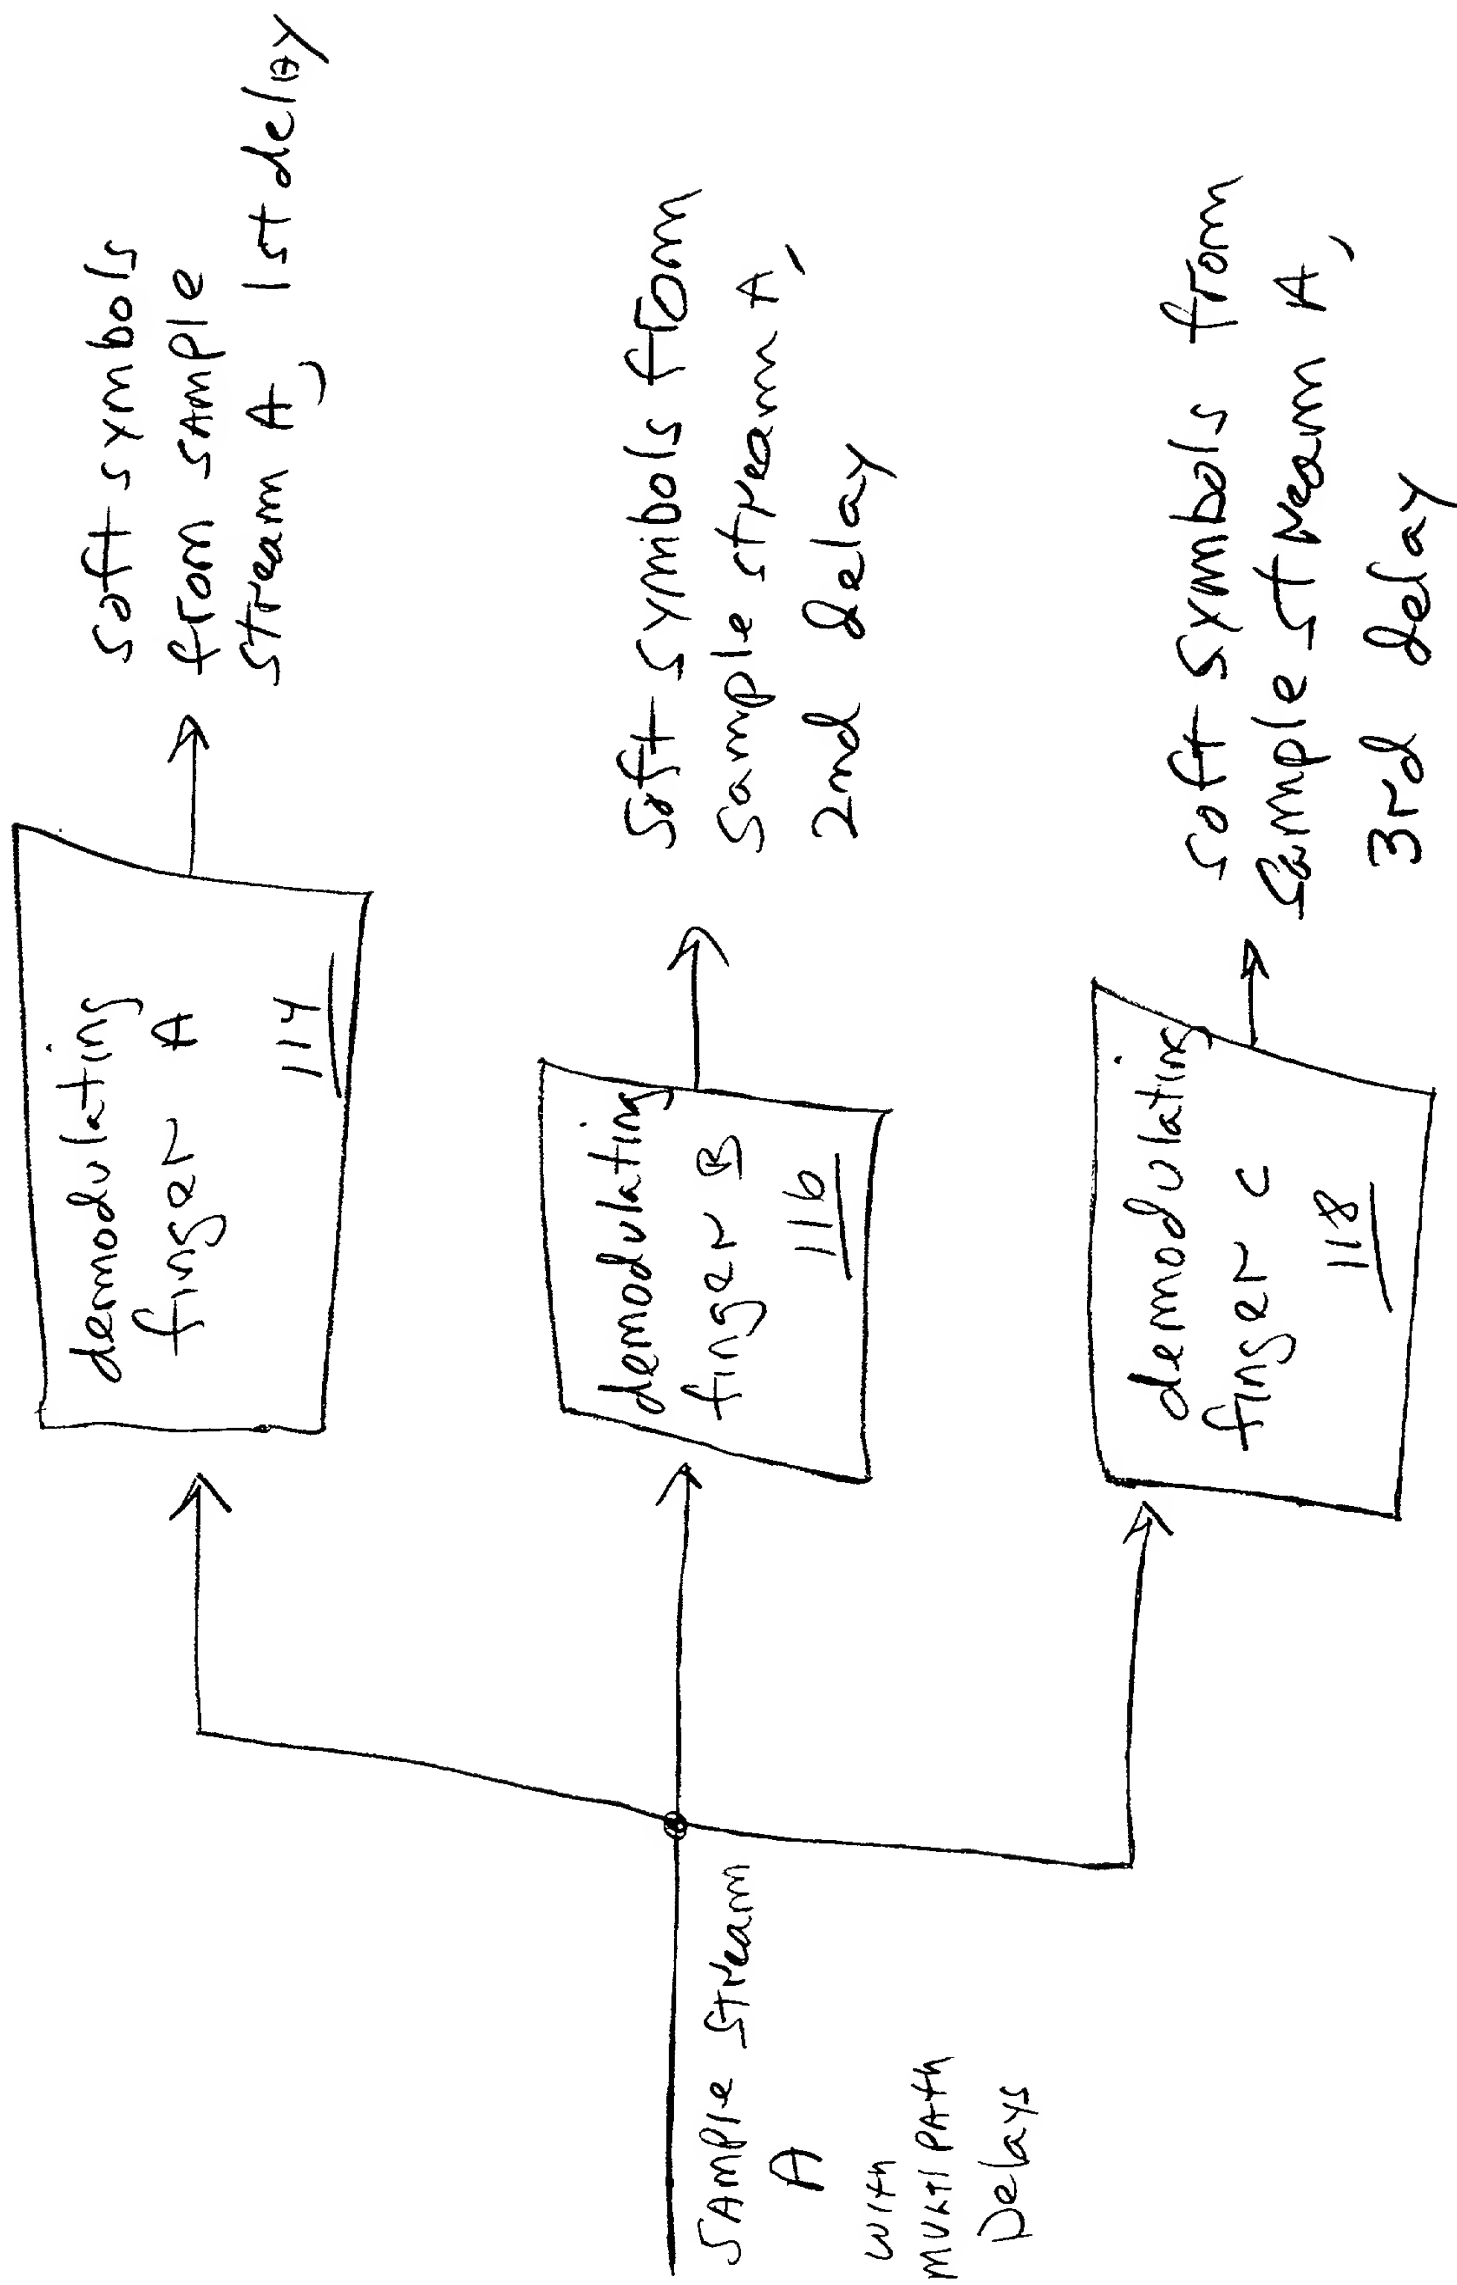 SAMPLE stream
A
with
MULTIPATH
Delays
demodulating
finger A
114
soft symbols
from SAMPLE
stream A, 1st delay
demodulating
finger B
116
Soft symbols from
sample stream A,
2nd delay
demodulating
finger C
118
soft symbols from
sample stream A,
3rd delay